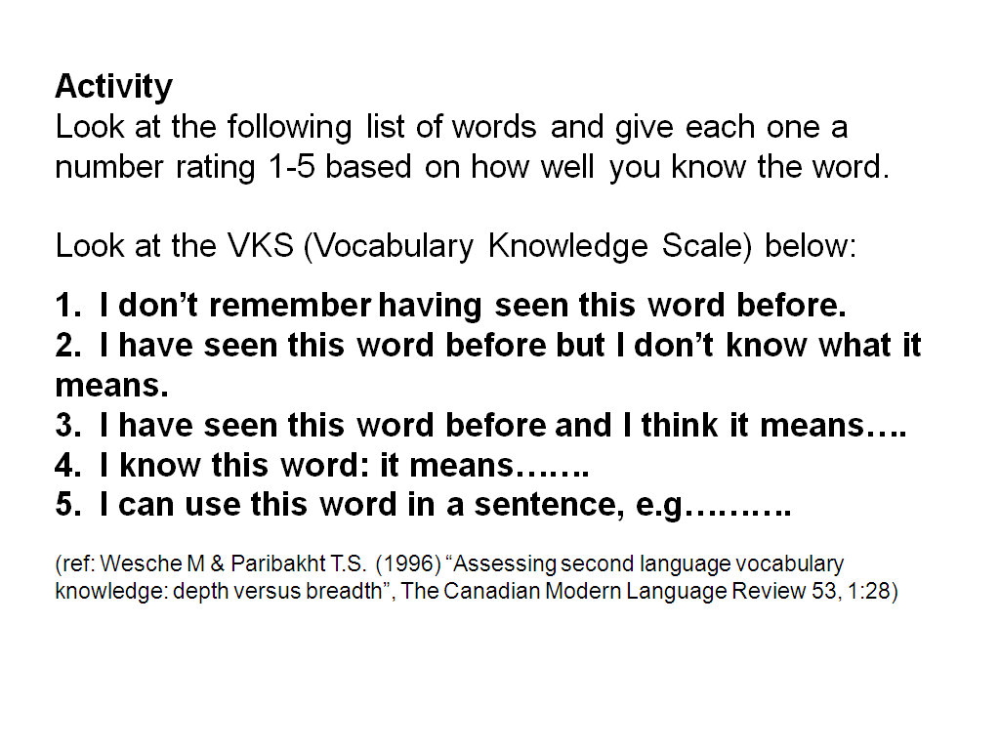 Activity
Look at the following list of words and give each one a
number rating 1-5 based on how well you know the word.
Look at the VKS (Vocabulary Knowledge Scale) below:
1. I don’t remember having seen this word before.
2. I have seen this word before but I don’t know what it
means.
3. I have seen this word before and I think it means….
4. I know this word: it means…….
5. I can use this word in a sentence, e.g……….
(ref: Wesche M & Paribakht T.S. (1996) “Assessing second language vocabulary
knowledge: depth versus breadth”, The Canadian Modern Language Review 53, 1:28)